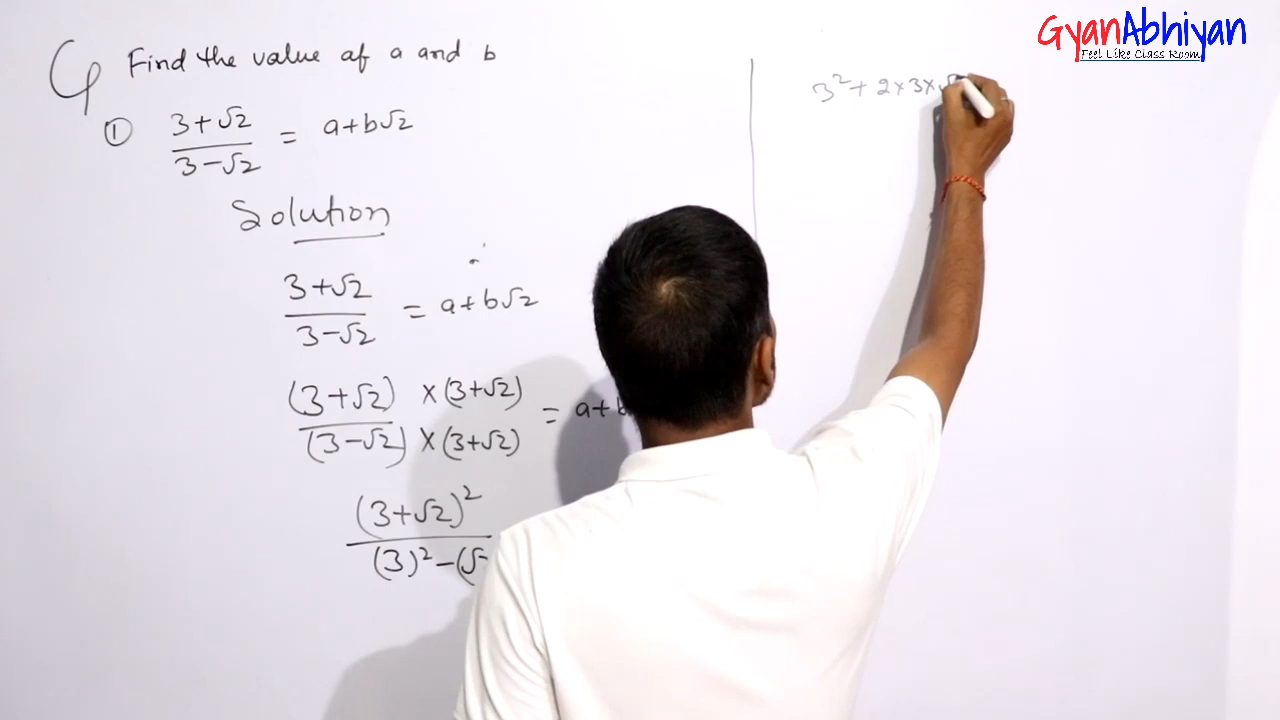 Q Find the value of a and b
① (3+√2)/(3-√2) = a+b√2
Solution
(3+√2)/(3-√2) = a+b√2
(3+√2) × (3+√2)
(3-√2) × (3+√2) = a+b
(3+√2)²
(3)² - (√
3² + 2×3×
GyanAbhiyan
Feel Like Class Room